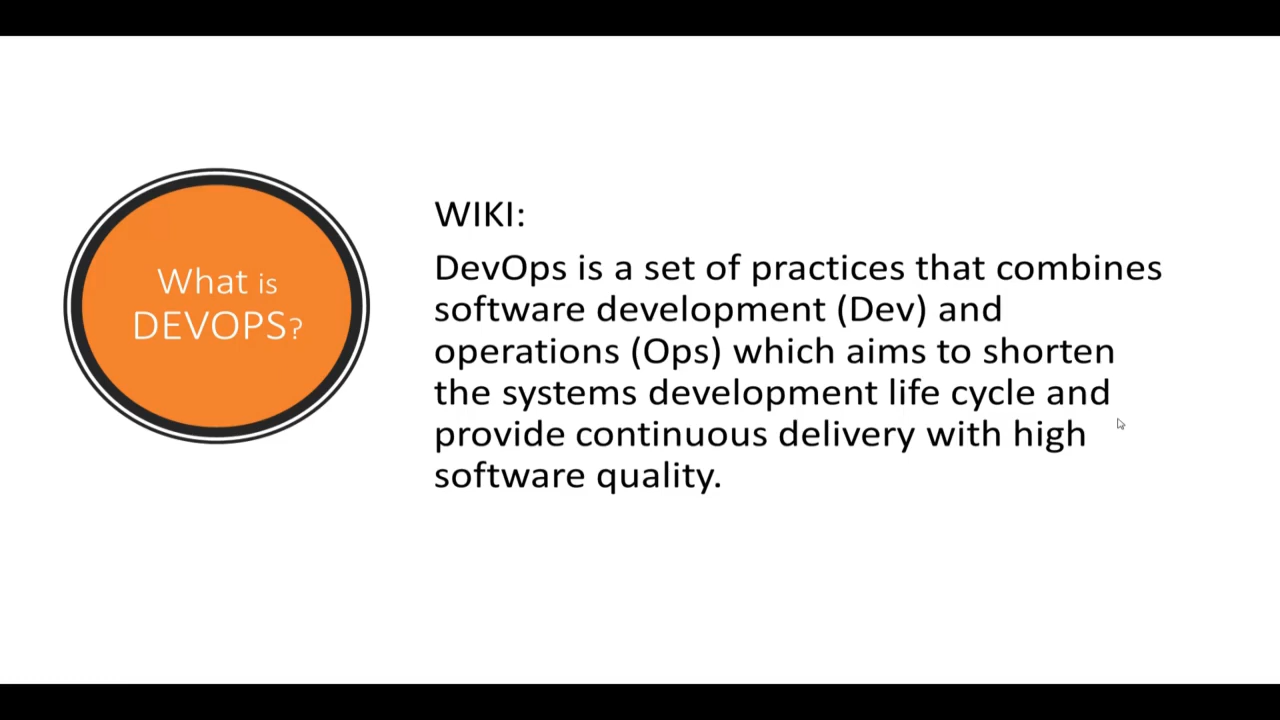 What is
DEVOPS?
WIKI:
DevOps is a set of practices that combines
software development (Dev) and
operations (Ops) which aims to shorten
the systems development life cycle and
provide continuous delivery with high
software quality.